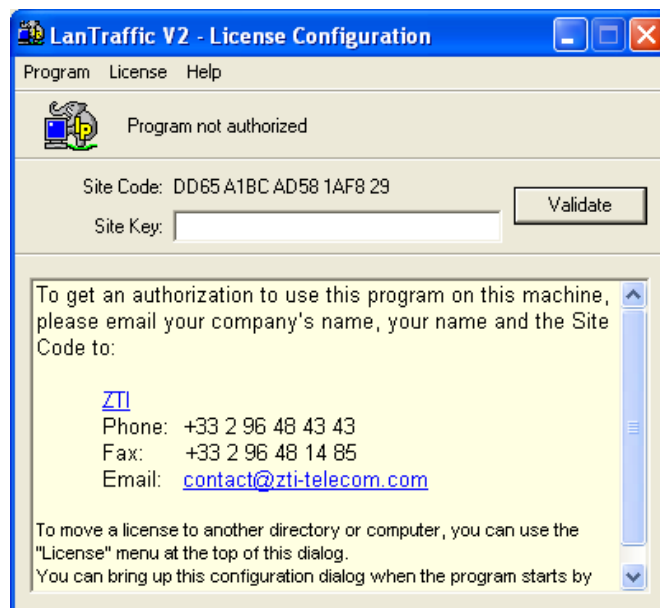 LanTraffic V2 - License Configuration
Program License Help
Program not authorized
Site Code: DD65 A1BC AD58 1AF8 29
Validate
Site Key:
To get an authorization to use this program on this machine,
please email your company's name, your name and the Site
Code to:
ZTI
Phone: +33 2 96 48 43 43
Fax: +33 2 96 48 14 85
Email: contact@zti-telecom.com
To move a license to another directory or computer, you can use the
"License" menu at the top of this dialog.
You can bring up this configuration dialog when the program starts by